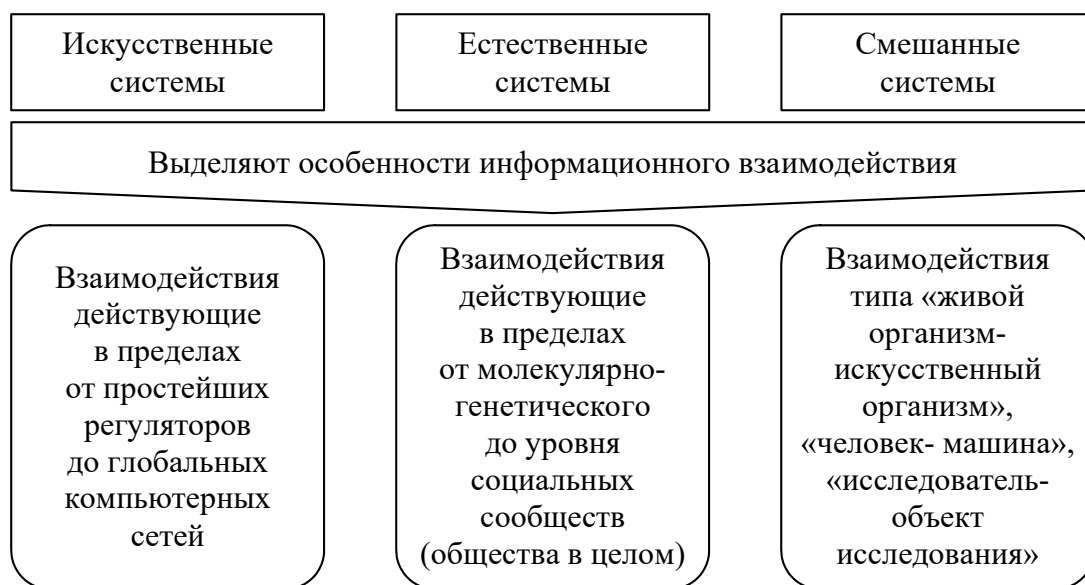 Искусственные
системы
Естественные
системы
Смешанные
системы
Выделяют особенности информационного взаимодействия
Взаимодействия
действующие
в пределах
от простейших
регуляторов
до глобальных
компьютерных
сетей
Взаимодействия
действующие
в пределах
от молекулярно-
генетического
до уровня
социальных
сообществ
(общества в целом)
Взаимодействия
типа «живой
организм-
искусственный
организм»,
«человек- машина»,
«исследователь-
объект
исследования»